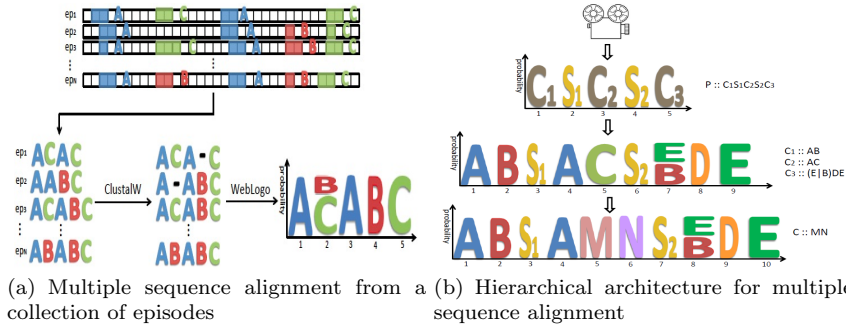 ep1 A C A C
ep2 A A B C
ep3 A C A B C
epN A B A B C
ep1 ACAC
ep2 AABC
ep3 ACABC
epN ABABC
ClustalW
ACA-C
A-ABC
ACABC
ABABC
WebLogo
probability
A B C A B C
1 2 3 4 5
(a) Multiple sequence alignment from a
collection of episodes
probability
C1 S1 C2 S2 C3
1 2 3 4 5
P :: C1S1C2S2C3
probability
A B S1 A C S2 E B D E
1 2 3 4 5 6 7 8 9
C1 :: AB
C2 :: AC
C3 :: (E|B)DE
probability
A B S1 A M N S2 E B D E
1 2 3 4 5 6 7 8 9 10
C :: MN
(b) Hierarchical architecture for multiple
sequence alignment